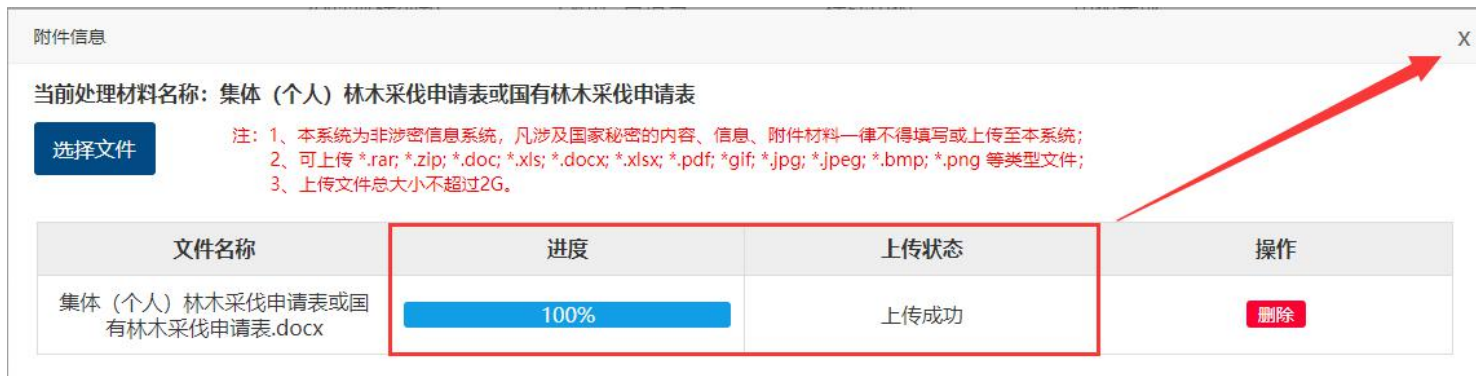 附件信息
X
当前处理材料名称：集体（个人）林木采伐申请表或国有林木采伐申请表
选择文件
注：1、本系统为非涉密信息系统，凡涉及国家秘密的内容、信息、附件材料一律不得填写或上传至本系统；
2、可上传 *.rar; *.zip; *.doc; *.xls; *.docx; *.xlsx; *.pdf; *gif; *.jpg; *.jpeg; *.bmp; *.png 等类型文件；
3、上传文件总大小不超过2G。
文件名称 进度 上传状态 操作
集体（个人）林木采伐申请表或国
有林木采伐申请表.docx
100%
上传成功
删除